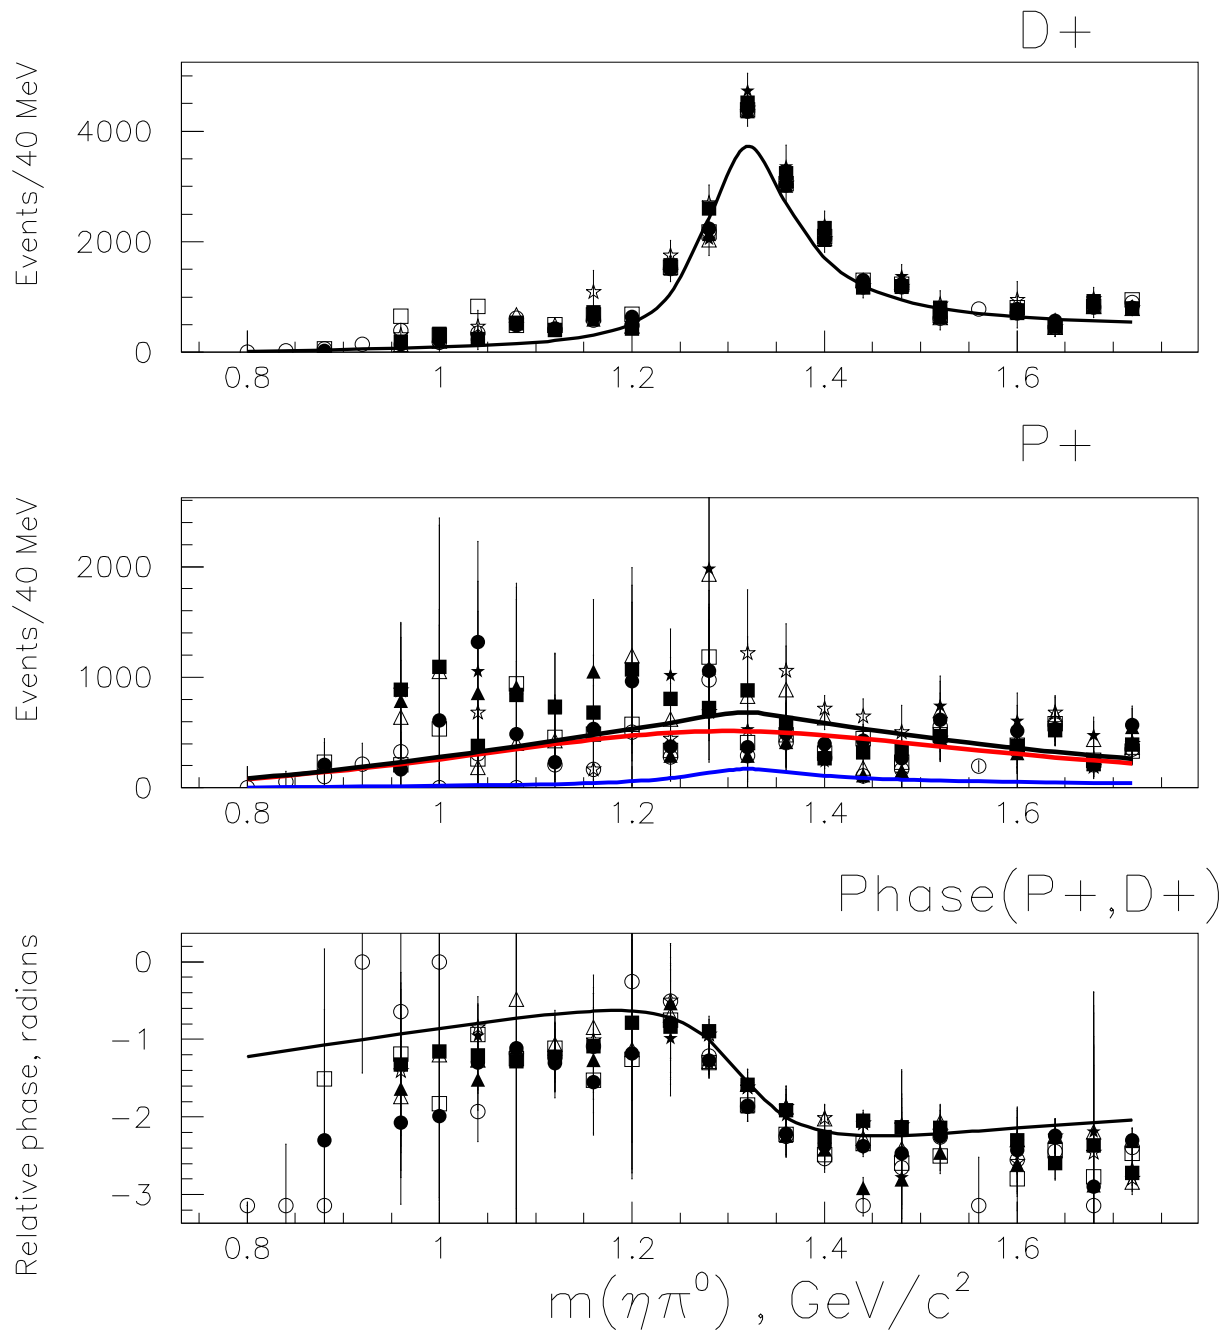 D+
Events/40 MeV
4000
2000
0
0.8 1 1.2 1.4 1.6
P+
Events/40 MeV
2000
1000
0
0.8 1 1.2 1.4 1.6
Phase(P+,D+)
Relative phase, radians
0
-1
-2
-3
0.8 1 1.2 1.4 1.6
m(ηπ⁰) , GeV/c²